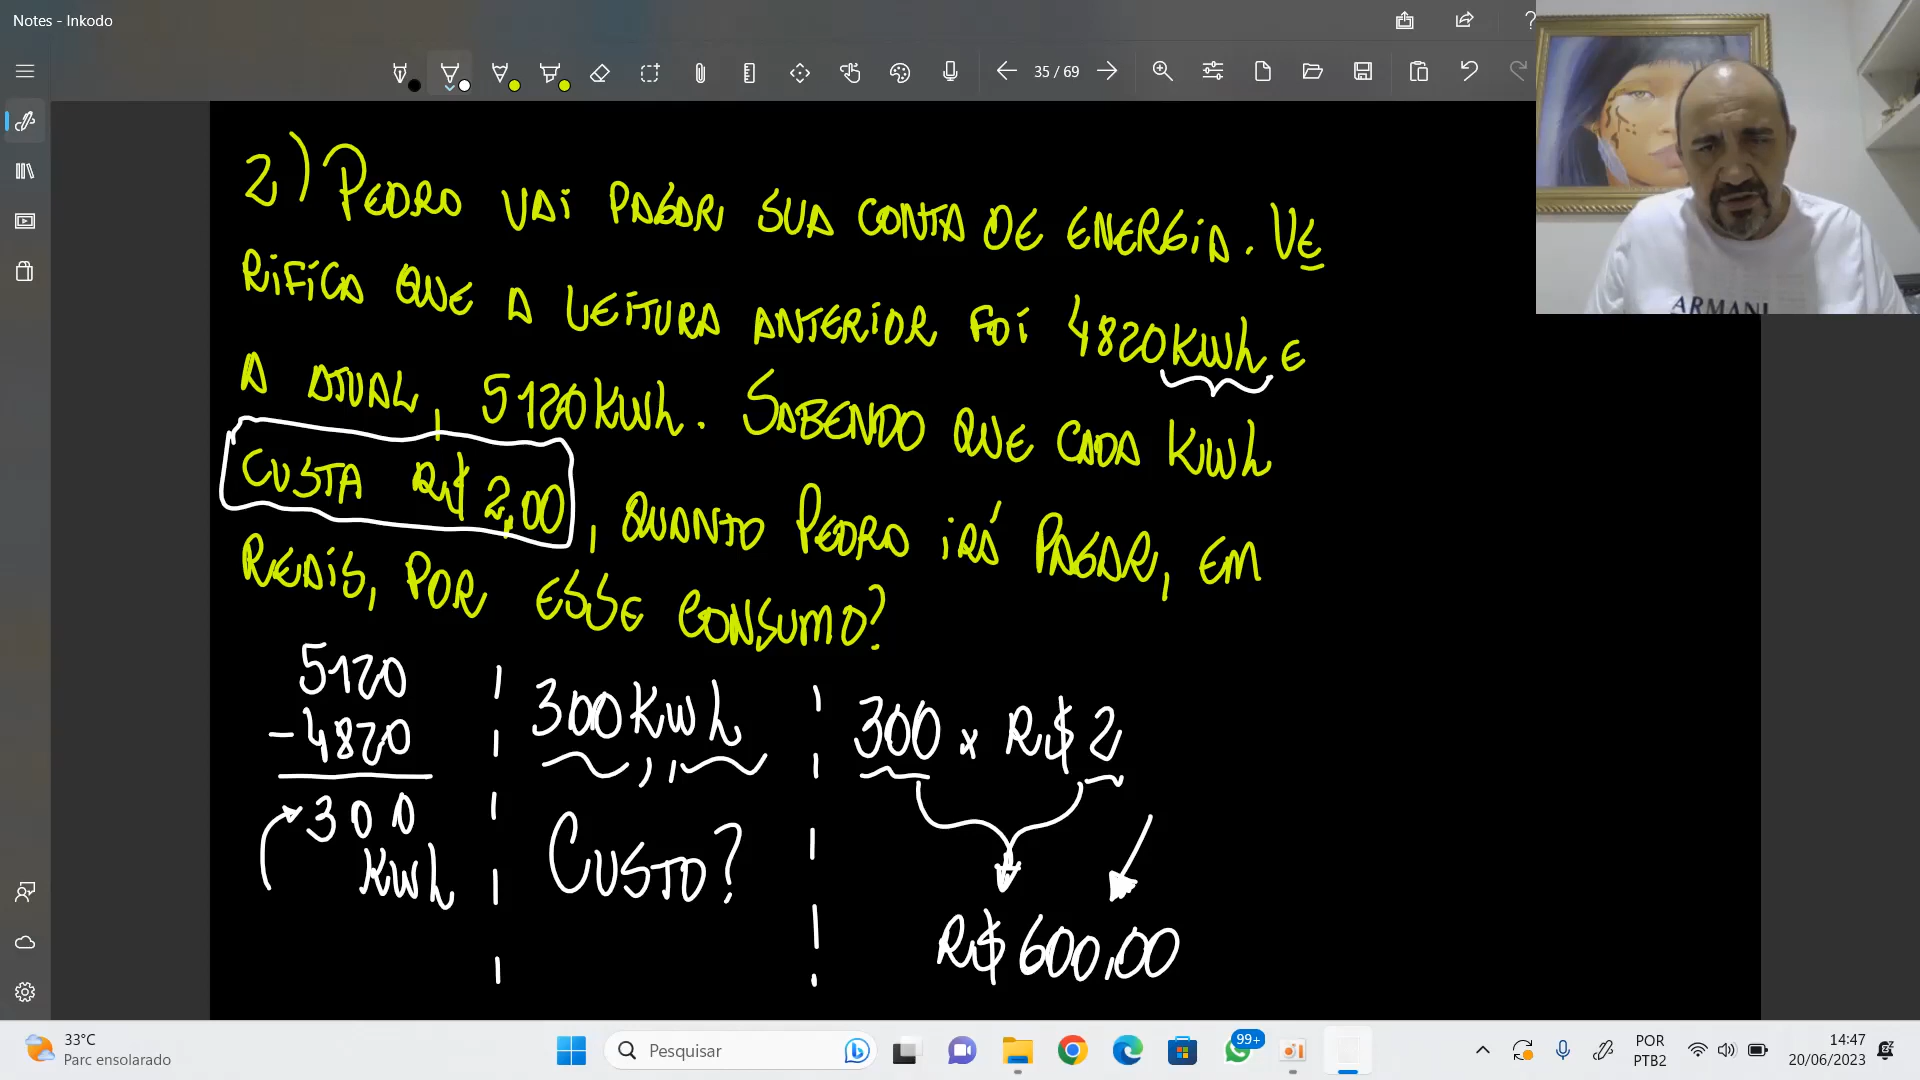 Notes - Inkodo
35 / 69
2) PEDRO VAI PAGAR SUA CONTA DE ENERGIA. VE
RIFICA QUE A LEITURA ANTERIOR FOI 4820KWh E
A ATUAL, 5120KWh. SABENDO QUE CADA KWh
CUSTA R$ 2,00, QUANTO PEDRO IRÁ PAGAR, EM
REAIS, POR ESSE CONSUMO?
5120
-4820
300
KWh
300KWh
CUSTO?
300 x R$ 2
R$ 600,00
ARMANI
33°C
Parc ensolarado
Pesquisar
99+
POR
PTB2
14:47
20/06/2023